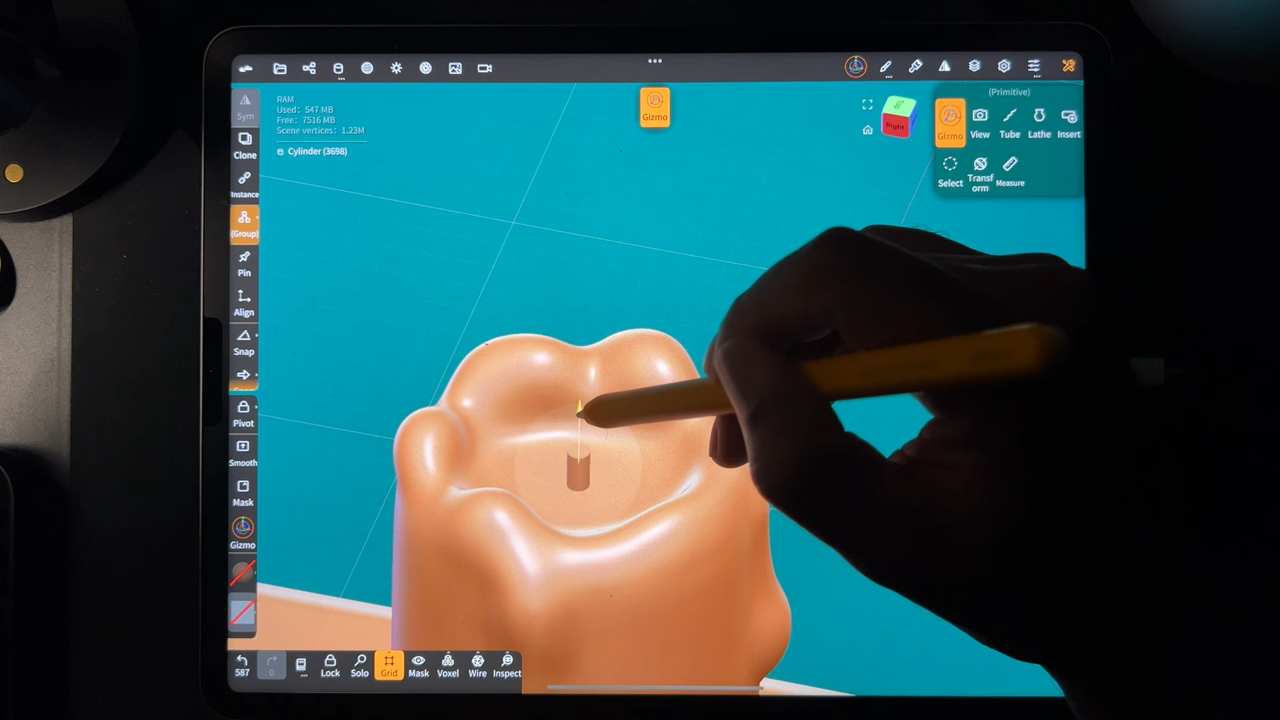 RAM
Used: 547 MB
Free: 7516 MB
Scene vertices: 1.23M
Cylinder (3698)
Gizmo
Right
(Primitive)
Gizmo
View
Tube
Lathe
Insert
Select
Transf
orm
Measure
Sym
Clone
Instance
(Group)
Pin
Align
Snap
Pivot
Smooth
Mask
Gizmo
587
0
Lock
Solo
Grid
Mask
Voxel
Wire
Inspect